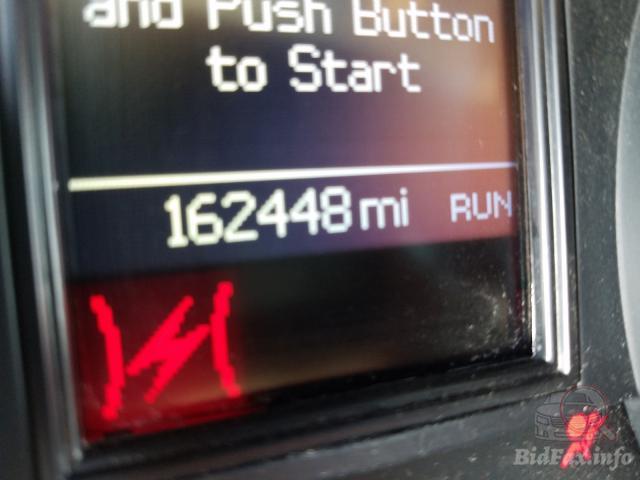 and Push Button
to Start
162448 mi RUN
BidFax.info